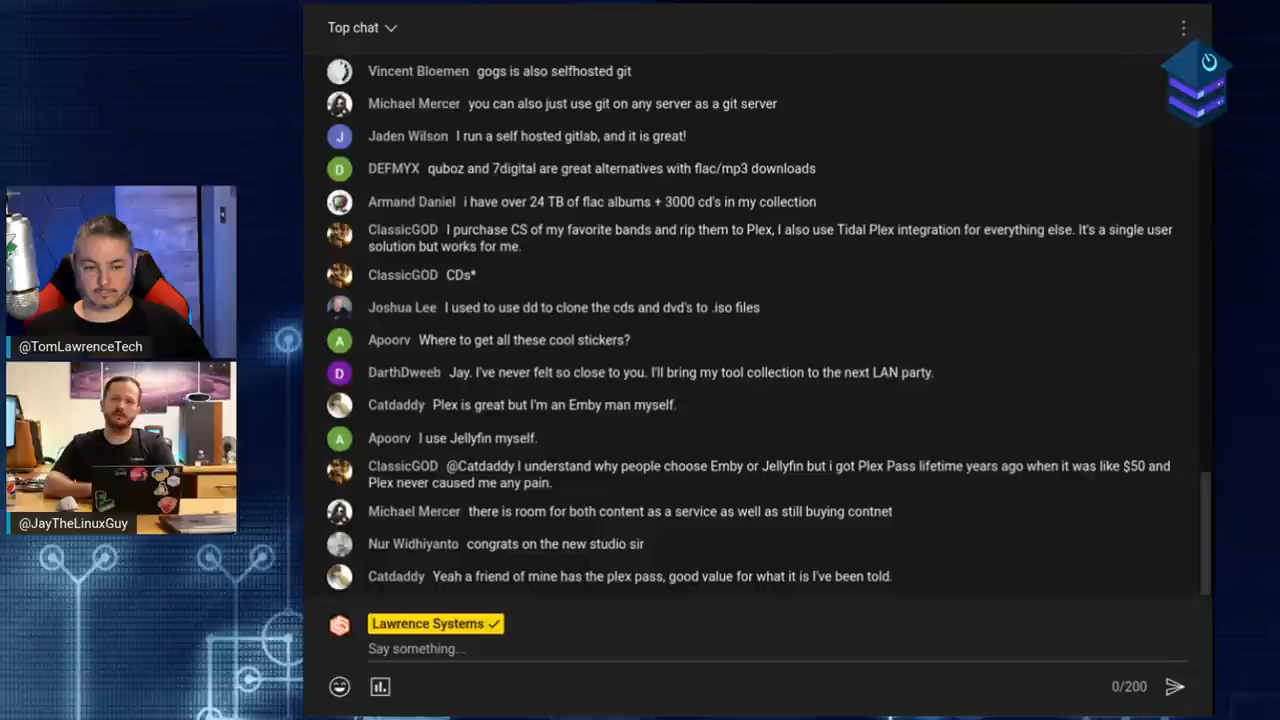 Top chat
Vincent Bloemen gogs is also selfhosted git
Michael Mercer you can also just use git on any server as a git server
J Jaden Wilson I run a self hosted gitlab, and it is great!
D DEFMYX quboz and 7digital are great alternatives with flac/mp3 downloads
Armand Daniel i have over 24 TB of flac albums + 3000 cd's in my collection
ClassicGOD I purchase CS of my favorite bands and rip them to Plex, I also use Tidal Plex integration for everything else. It's a single user
solution but works for me.
ClassicGOD CDs*
Joshua Lee I used to use dd to clone the cds and dvd's to .iso files
A Apoorv Where to get all these cool stickers?
D DarthDweeb Jay. I've never felt so close to you. I'll bring my tool collection to the next LAN party.
Catdaddy Plex is great but I'm an Emby man myself.
A Apoorv I use Jellyfin myself.
ClassicGOD @Catdaddy I understand why people choose Emby or Jellyfin but i got Plex Pass lifetime years ago when it was like $50 and
Plex never caused me any pain.
Michael Mercer there is room for both content as a service as well as still buying contnet
Nur Widhiyanto congrats on the new studio sir
Catdaddy Yeah a friend of mine has the plex pass, good value for what it is I've been told.
Lawrence Systems
Say something...
0/200
@TomLawrenceTech
@JayTheLinuxGuy